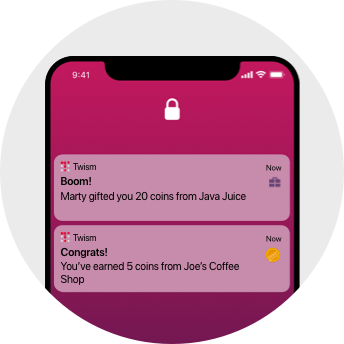 9:41
Twism
Now
Boom!
Marty gifted you 20 coins from Java Juice
Twism
Now
Congrats!
You've earned 5 coins from Joe's Coffee
Shop